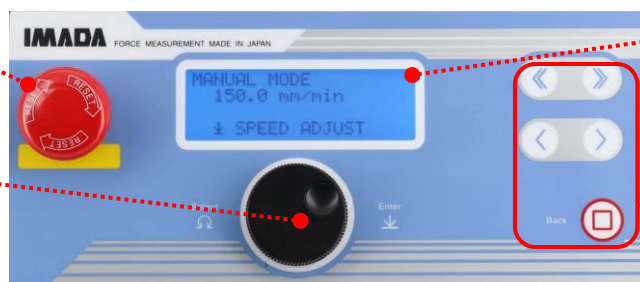 IMADA FORCE MEASUREMENT MADE IN JAPAN
RESET
RESET
RESET
MANUAL MODE
150.0 mm/min
SPEED ADJUST
Enter
Back